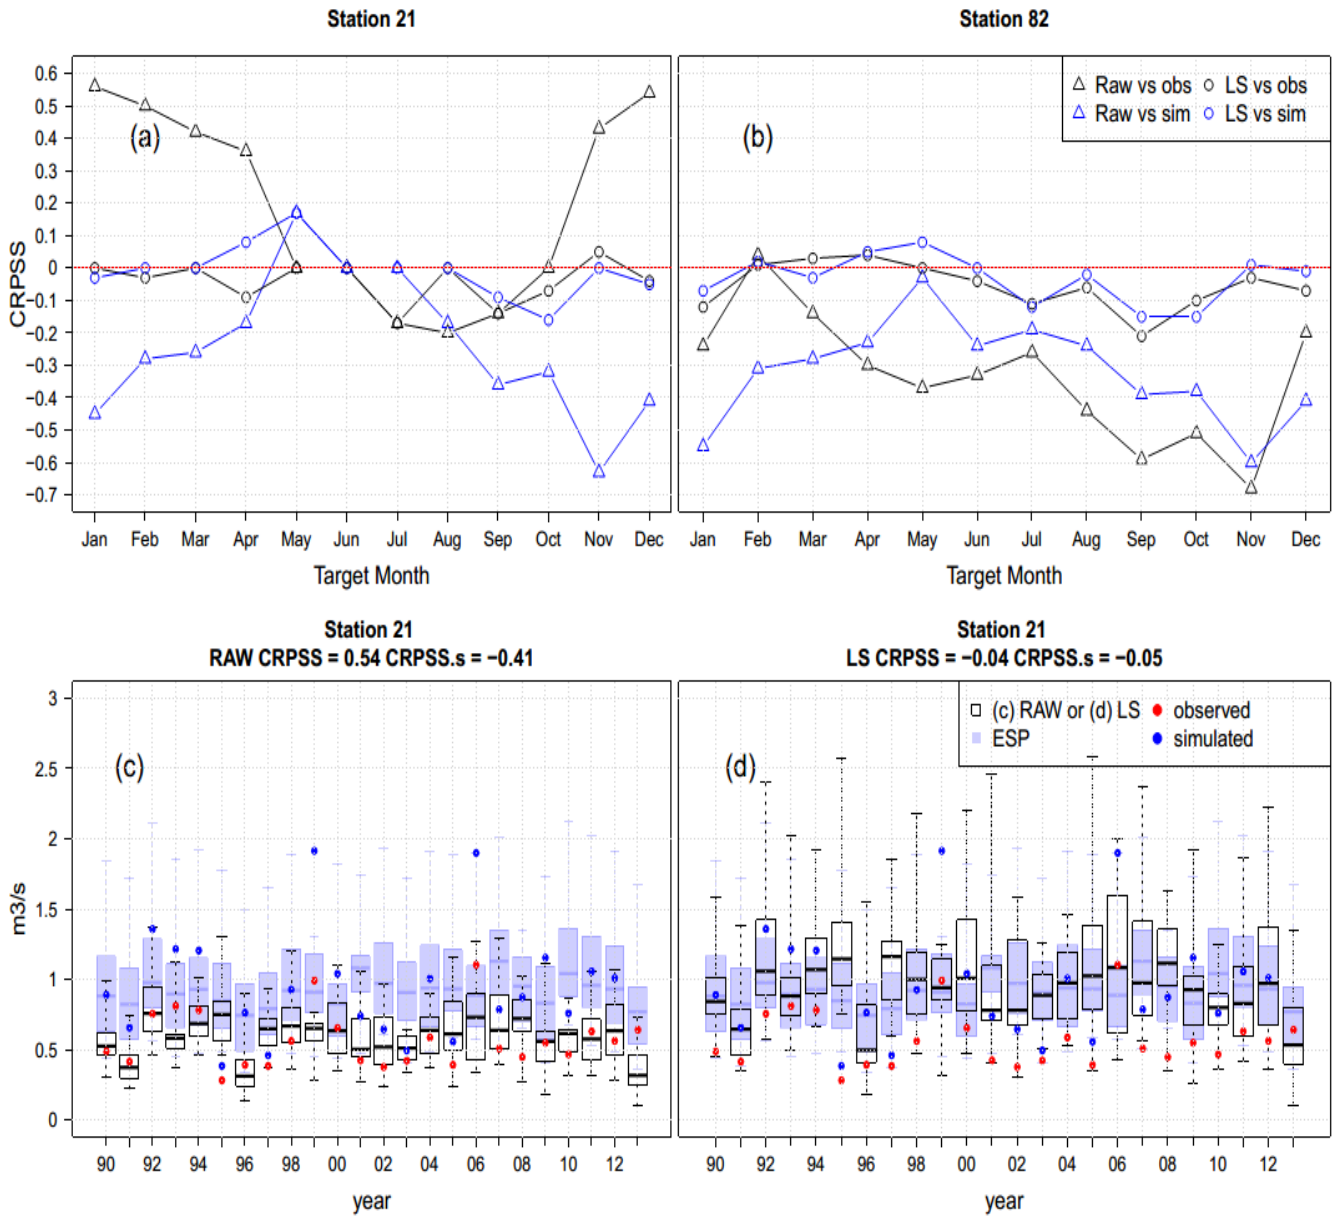 Station 21
Station 82
0.6
0.5
0.4
0.3
0.2
0.1
0
−0.1
−0.2
−0.3
−0.4
−0.5
−0.6
−0.7
CRPSS
(a)
(b)
Raw vs obs LS vs obs
Raw vs sim LS vs sim
Jan Feb Mar Apr May Jun Jul Aug Sep Oct Nov Dec
Target Month
Jan Feb Mar Apr May Jun Jul Aug Sep Oct Nov Dec
Target Month
Station 21
RAW CRPSS = 0.54 CRPSS.s = −0.41
Station 21
LS CRPSS = −0.04 CRPSS.s = −0.05
3
2.5
2
1.5
1
0.5
0
m3/s
(c)
(d)
(c) RAW or (d) LS observed
ESP simulated
90 92 94 96 98 00 02 04 06 08 10 12
year
90 92 94 96 98 00 02 04 06 08 10 12
year